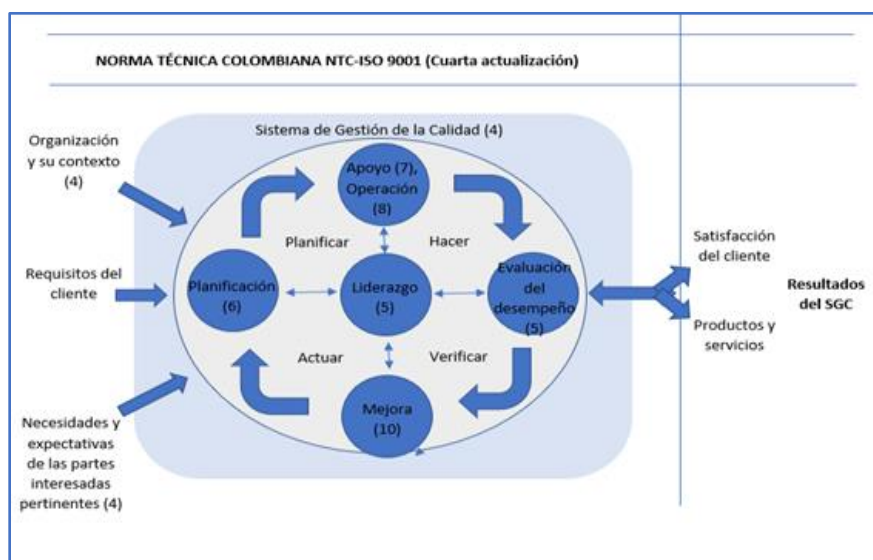 NORMA TÉCNICA COLOMBIANA NTC-ISO 9001 (Cuarta actualización)
Sistema de Gestión de la Calidad (4)
Organización
y su contexto
(4)
Requisitos del
cliente
Necesidades y
expectativas
de las partes
interesadas
pertinentes (4)
Apoyo (7),
Operación
(8)
Planificar
Hacer
Planificación
(6)
Liderazgo
(5)
Evaluación
del
desempeño
(5)
Actuar
Verificar
Mejora
(10)
Satisfacción
del cliente
Resultados
del SGC
Productos y
servicios